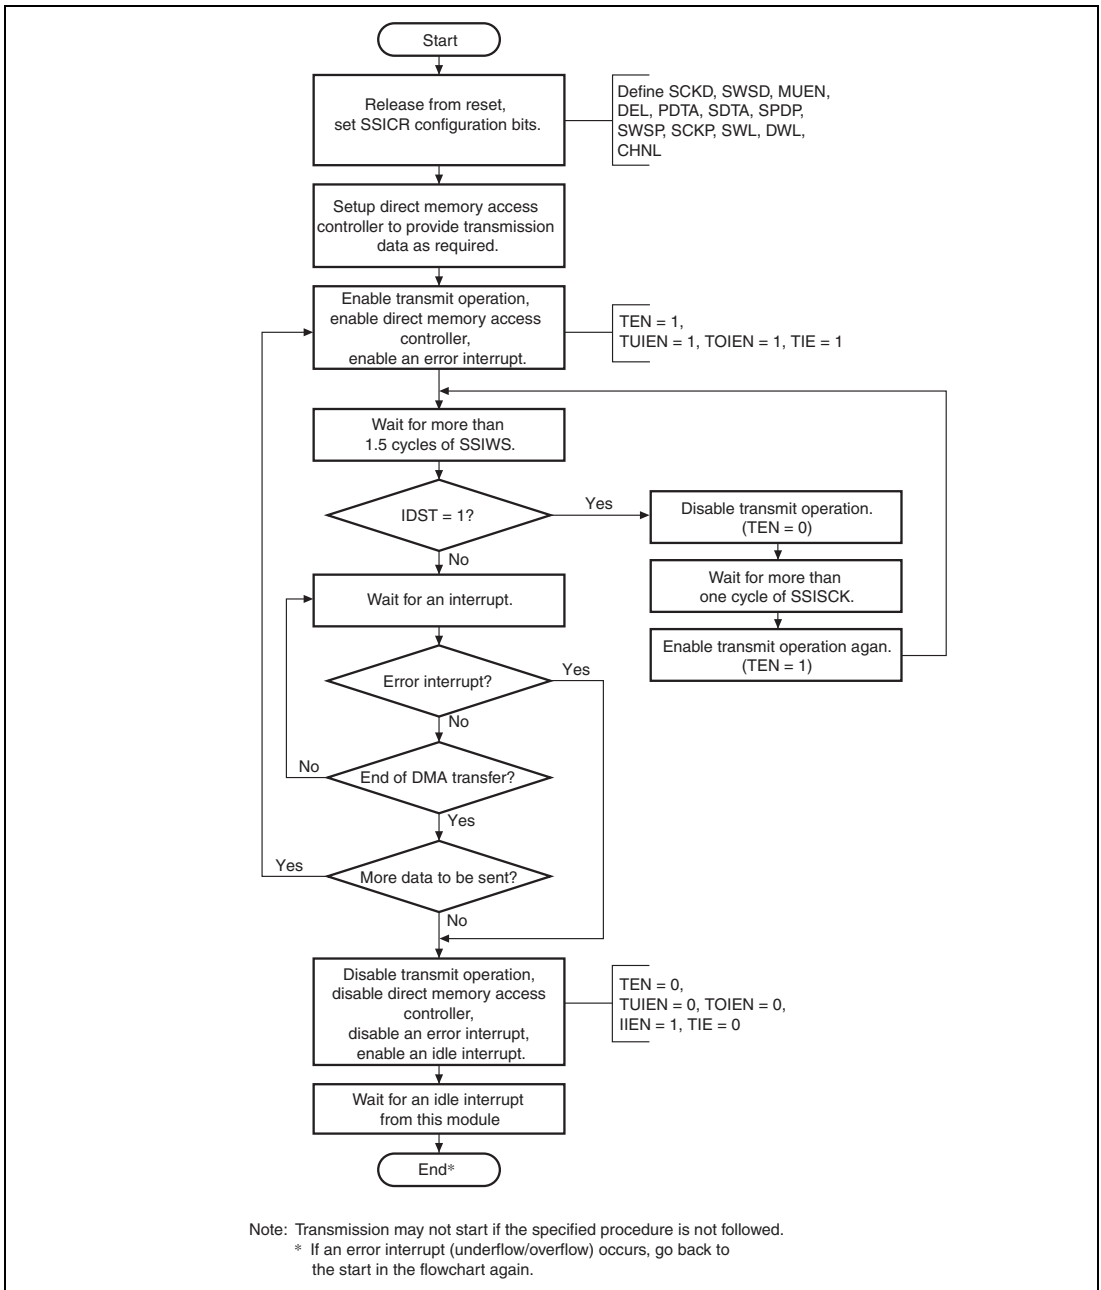 Start
Release from reset,
set SSICR configuration bits.
Define SCKD, SWSD, MUEN,
DEL, PDTA, SDTA, SPDP,
SWSP, SCKP, SWL, DWL,
CHNL
Setup direct memory access
controller to provide transmission
data as required.
Enable transmit operation,
enable direct memory access
controller,
enable an error interrupt.
TEN = 1,
TUIEN = 1, TOIEN = 1, TIE = 1
Wait for more than
1.5 cycles of SSIWS.
IDST = 1?
Yes
No
Disable transmit operation.
(TEN = 0)
Wait for more than
one cycle of SSISCK.
Enable transmit operation agan.
(TEN = 1)
Wait for an interrupt.
Error interrupt?
Yes
No
End of DMA transfer?
No
Yes
More data to be sent?
Yes
No
Disable transmit operation,
disable direct memory access
controller,
disable an error interrupt,
enable an idle interrupt.
TEN = 0,
TUIEN = 0, TOIEN = 0,
IIEN = 1, TIE = 0
Wait for an idle interrupt
from this module
End*
Note: Transmission may not start if the specified procedure is not followed.
* If an error interrupt (underflow/overflow) occurs, go back to
the start in the flowchart again.